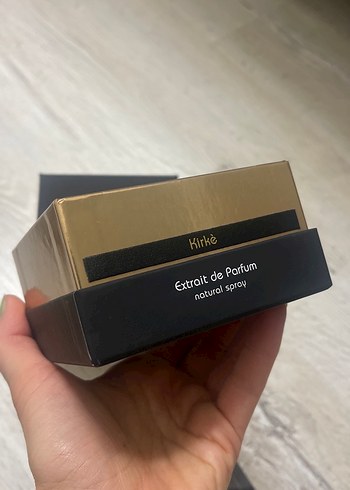 Kirkè
Extrait de Parfum
natural spray